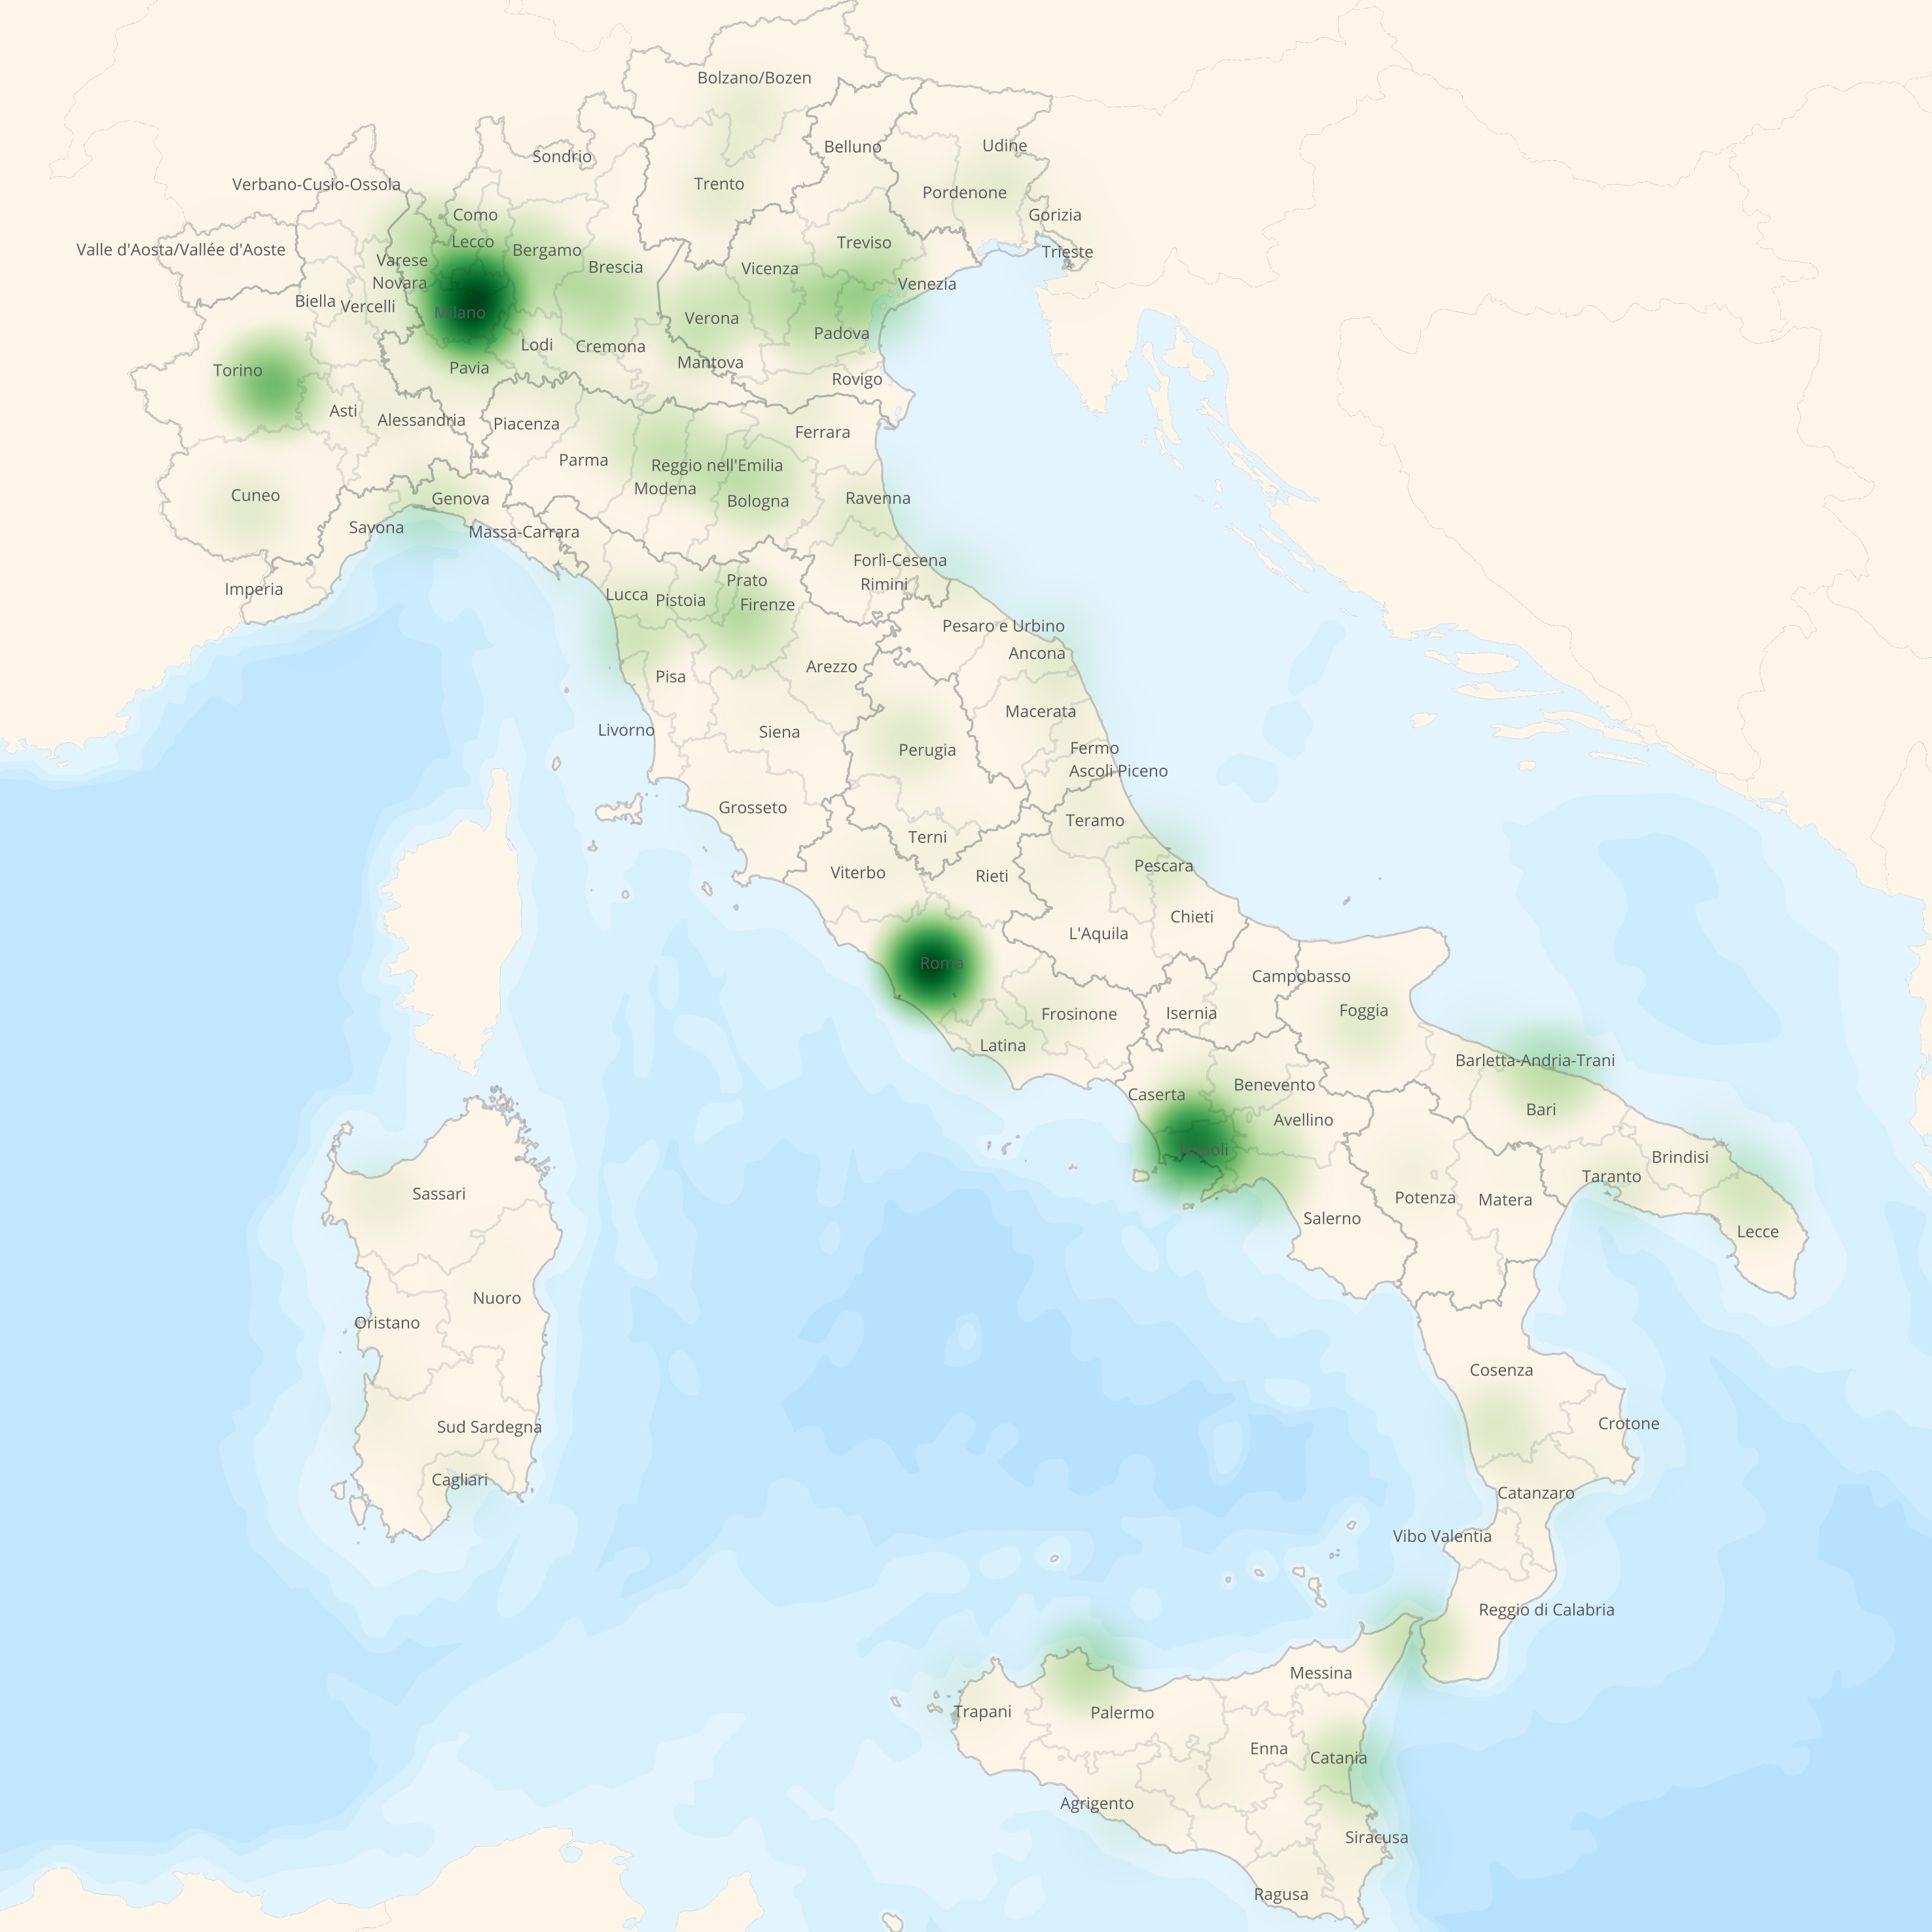 Bolzano/Bozen
Belluno
Udine
Sondrio
Verbano-Cusio-Ossola
Trento
Pordenone
Como
Gorizia
Valle d'Aosta/Vallée d'Aoste
Lecco
Bergamo
Treviso
Trieste
Varese
Brescia
Vicenza
Novara
Venezia
Biella
Vercelli
Milano
Verona
Padova
Lodi
Cremona
Torino
Pavia
Mantova
Rovigo
Asti
Alessandria
Piacenza
Ferrara
Parma
Reggio nell'Emilia
Cuneo
Modena
Genova
Bologna
Ravenna
Savona
Massa-Carrara
Forlì-Cesena
Imperia
Prato
Rimini
Lucca
Pistoia
Firenze
Pesaro e Urbino
Ancona
Arezzo
Pisa
Macerata
Livorno
Siena
Perugia
Fermo
Ascoli Piceno
Grosseto
Teramo
Terni
Viterbo
Rieti
Pescara
Chieti
L'Aquila
Roma
Campobasso
Frosinone
Isernia
Foggia
Latina
Barletta-Andria-Trani
Caserta
Benevento
Bari
Avellino
Napoli
Brindisi
Taranto
Sassari
Potenza
Matera
Salerno
Lecce
Nuoro
Oristano
Cosenza
Sud Sardegna
Crotone
Cagliari
Catanzaro
Vibo Valentia
Reggio di Calabria
Messina
Trapani
Palermo
Enna
Catania
Agrigento
Siracusa
Ragusa